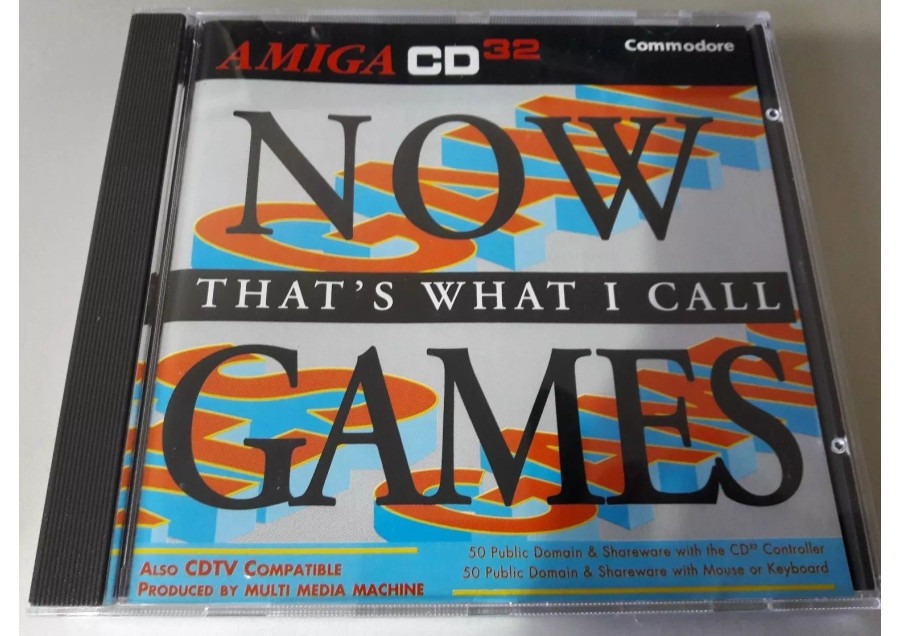 AMIGA CD32
Commodore
NOW
THAT'S WHAT I CALL
GAMES
ALSO CDTV COMPATIBLE
PRODUCED BY MULTI MEDIA MACHINE
50 Public Domain & Shareware with the CD32 Controller
50 Public Domain & Shareware with Mouse or Keyboard